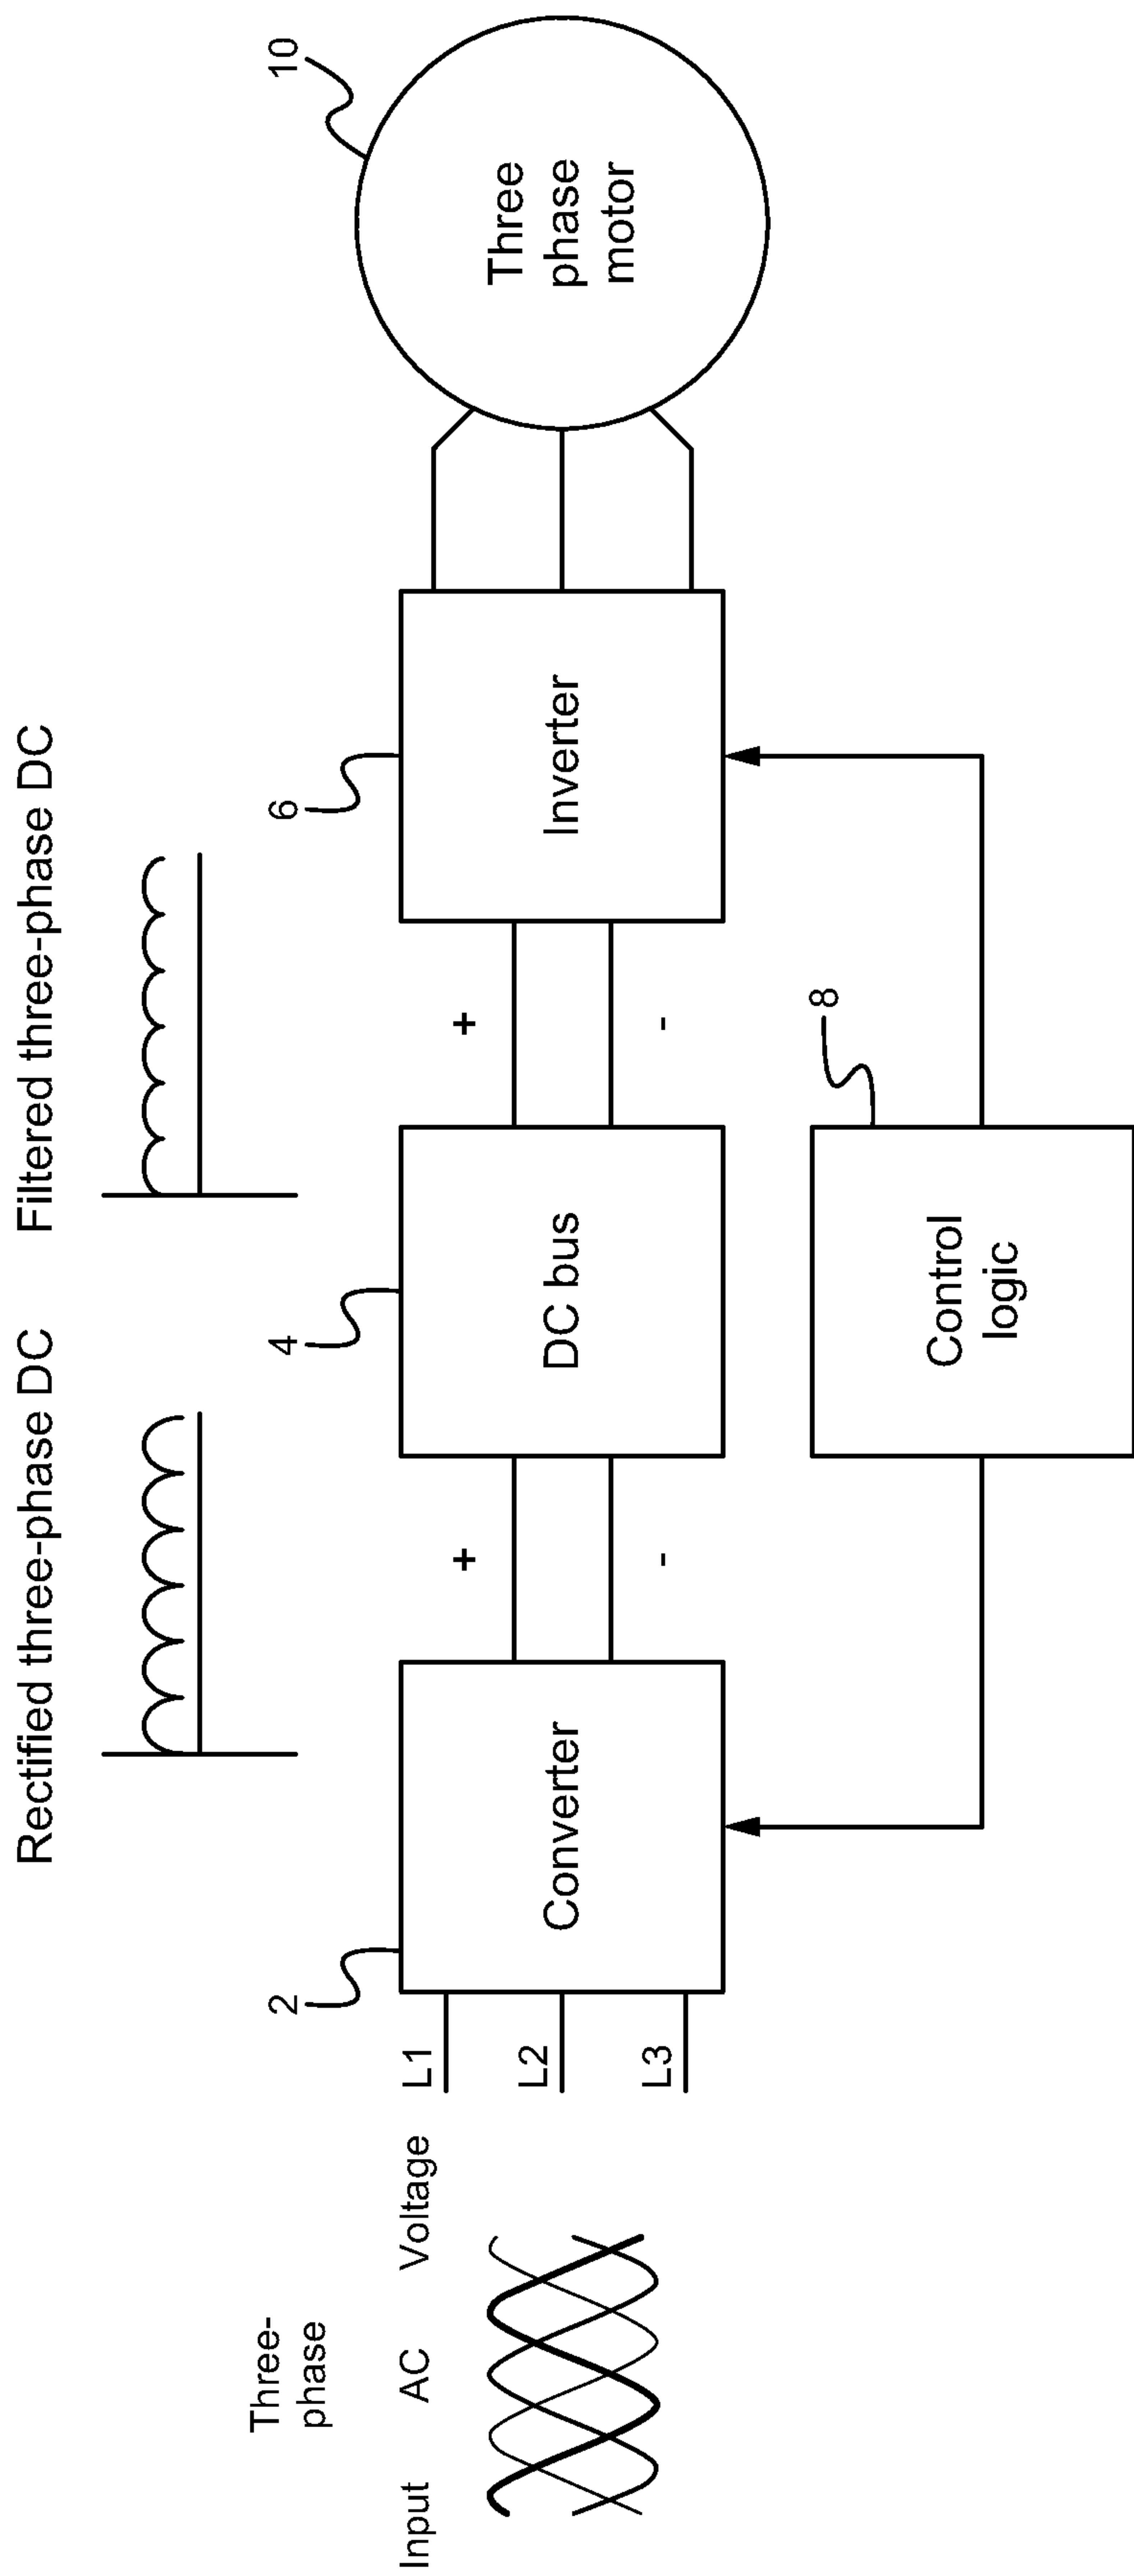 Rectified three-phase DC
Filtered three-phase DC
Three-
phase
Input AC Voltage
L1
L2
L3
2
Converter
+
-
4
DC bus
+
-
6
Inverter
10
Three
phase
motor
8
Control
logic